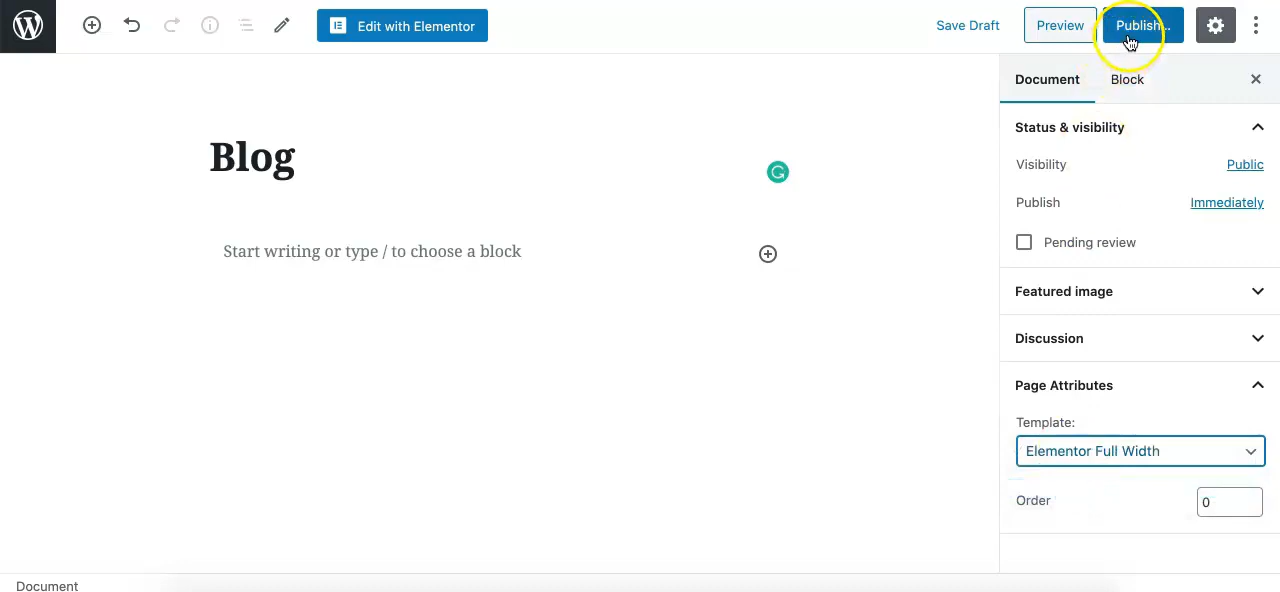 Edit with Elementor
Save Draft
Preview
Publish...
Document
Block
Status & visibility
Blog
Visibility
Public
Publish
Immediately
Start writing or type / to choose a block
Pending review
Featured image
Discussion
Page Attributes
Template:
Elementor Full Width
Order
0
Document